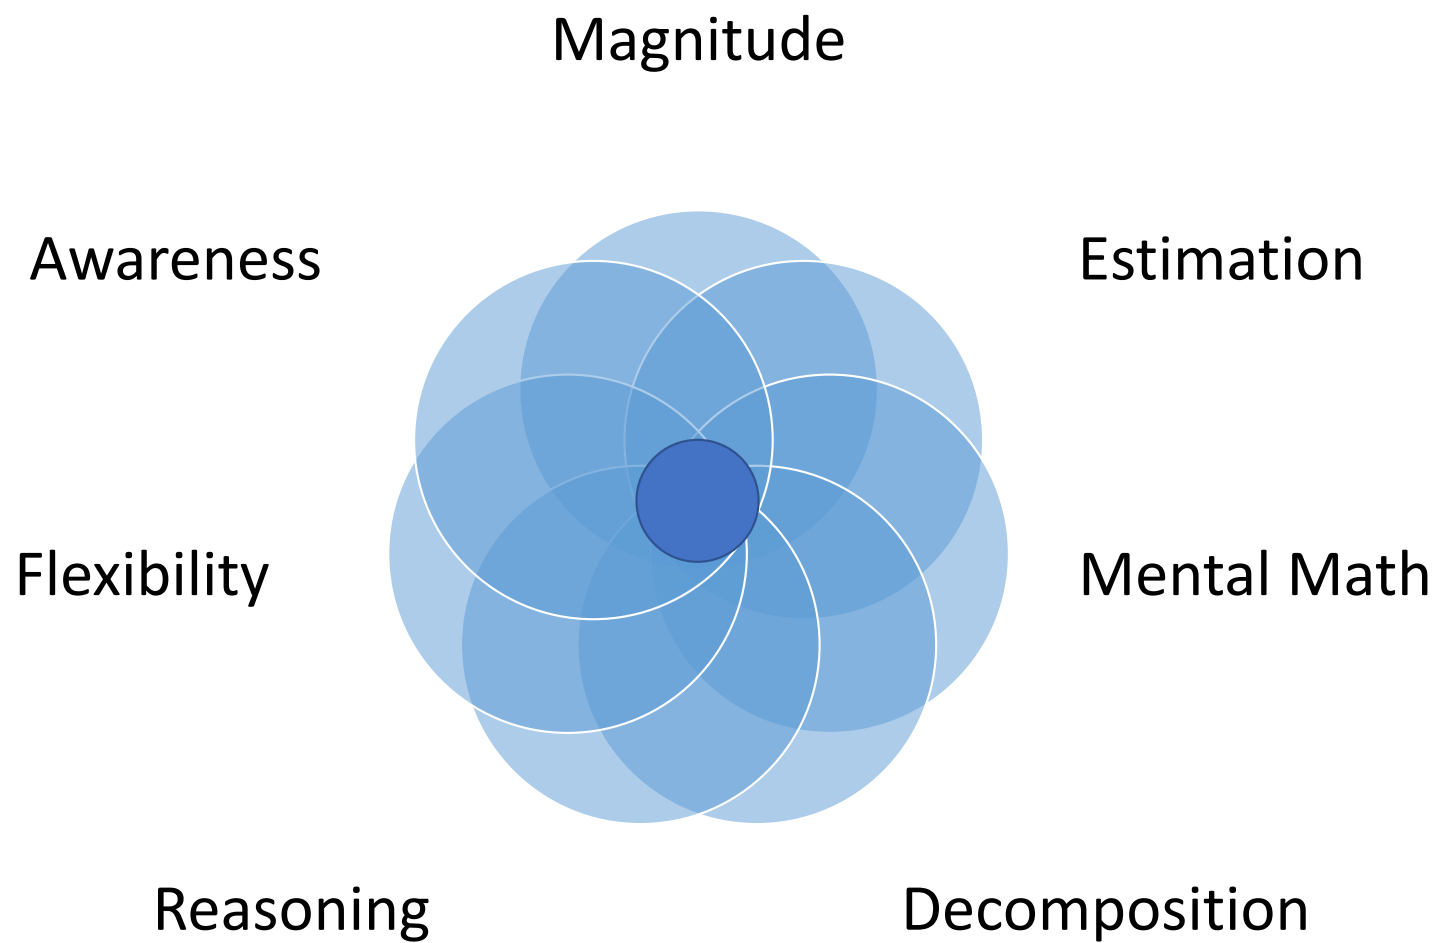 Magnitude
Awareness
Estimation
Flexibility
Mental Math
Reasoning
Decomposition